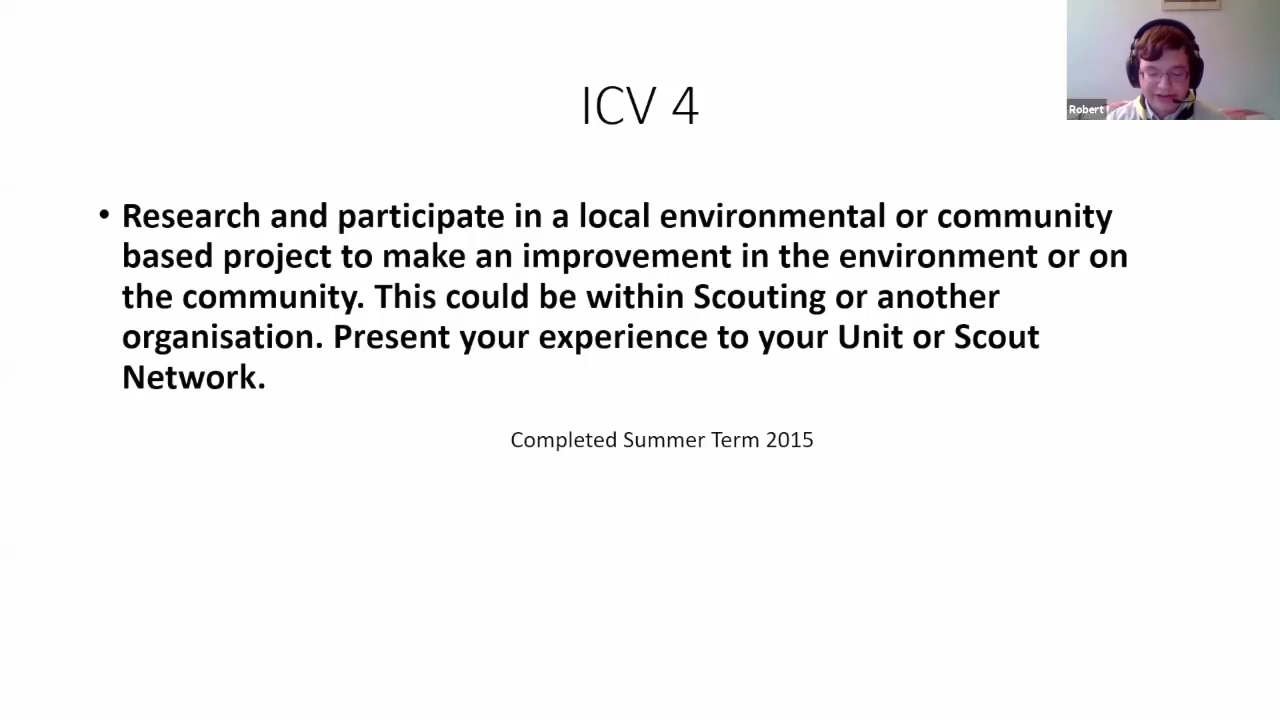 ICV 4
Robert
• Research and participate in a local environmental or community
based project to make an improvement in the environment or on
the community. This could be within Scouting or another
organisation. Present your experience to your Unit or Scout
Network.
Completed Summer Term 2015